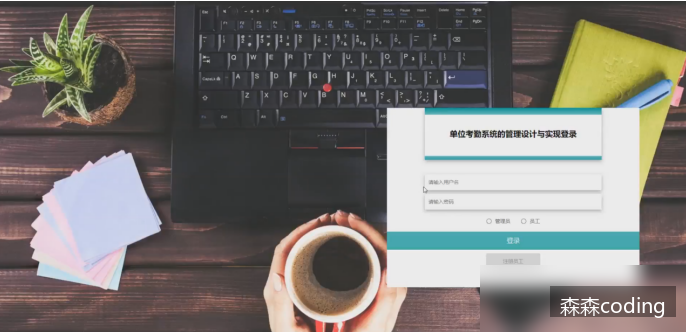 单位考勤系统的管理设计与实现登录
请输入用户名
请输入密码
管理员 员工
登录
注册员工
森森coding